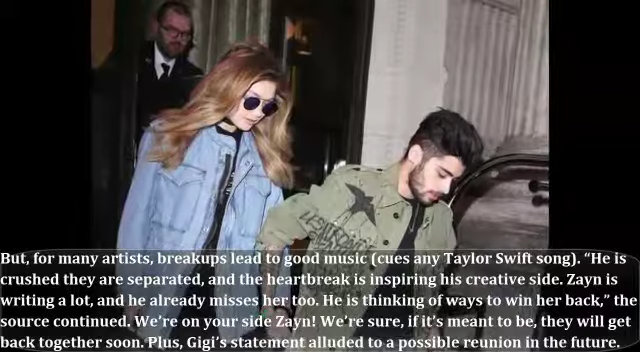 But, for many artists, breakups lead to good music (cues any Taylor Swift song). “He is
crushed they are separated, and the heartbreak is inspiring his creative side. Zayn is
writing a lot, and he already misses her too. He is thinking of ways to win her back,” the
source continued. We’re on your side Zayn! We’re sure, if it’s meant to be, they will get
back together soon. Plus, Gigi’s statement alluded to a possible reunion in the future.